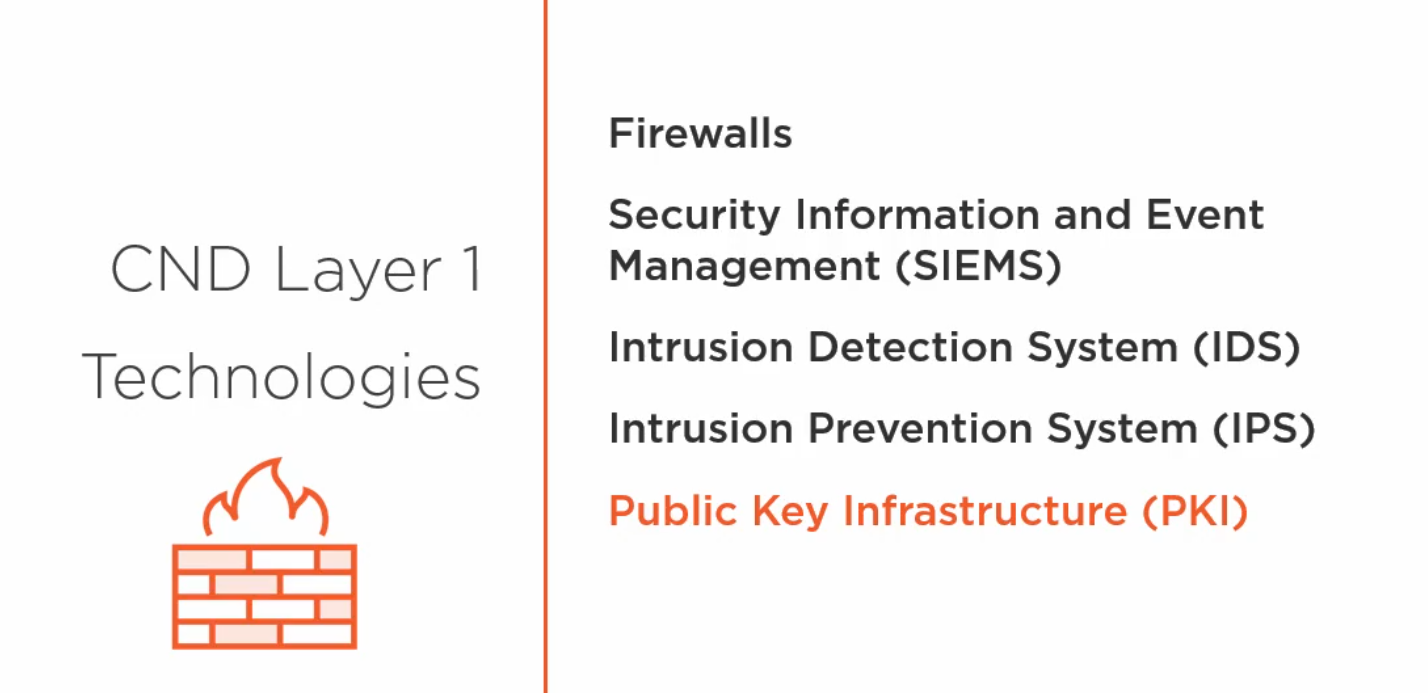 CND Layer 1
Technologies
Firewalls
Security Information and Event
Management (SIEMS)
Intrusion Detection System (IDS)
Intrusion Prevention System (IPS)
Public Key Infrastructure (PKI)